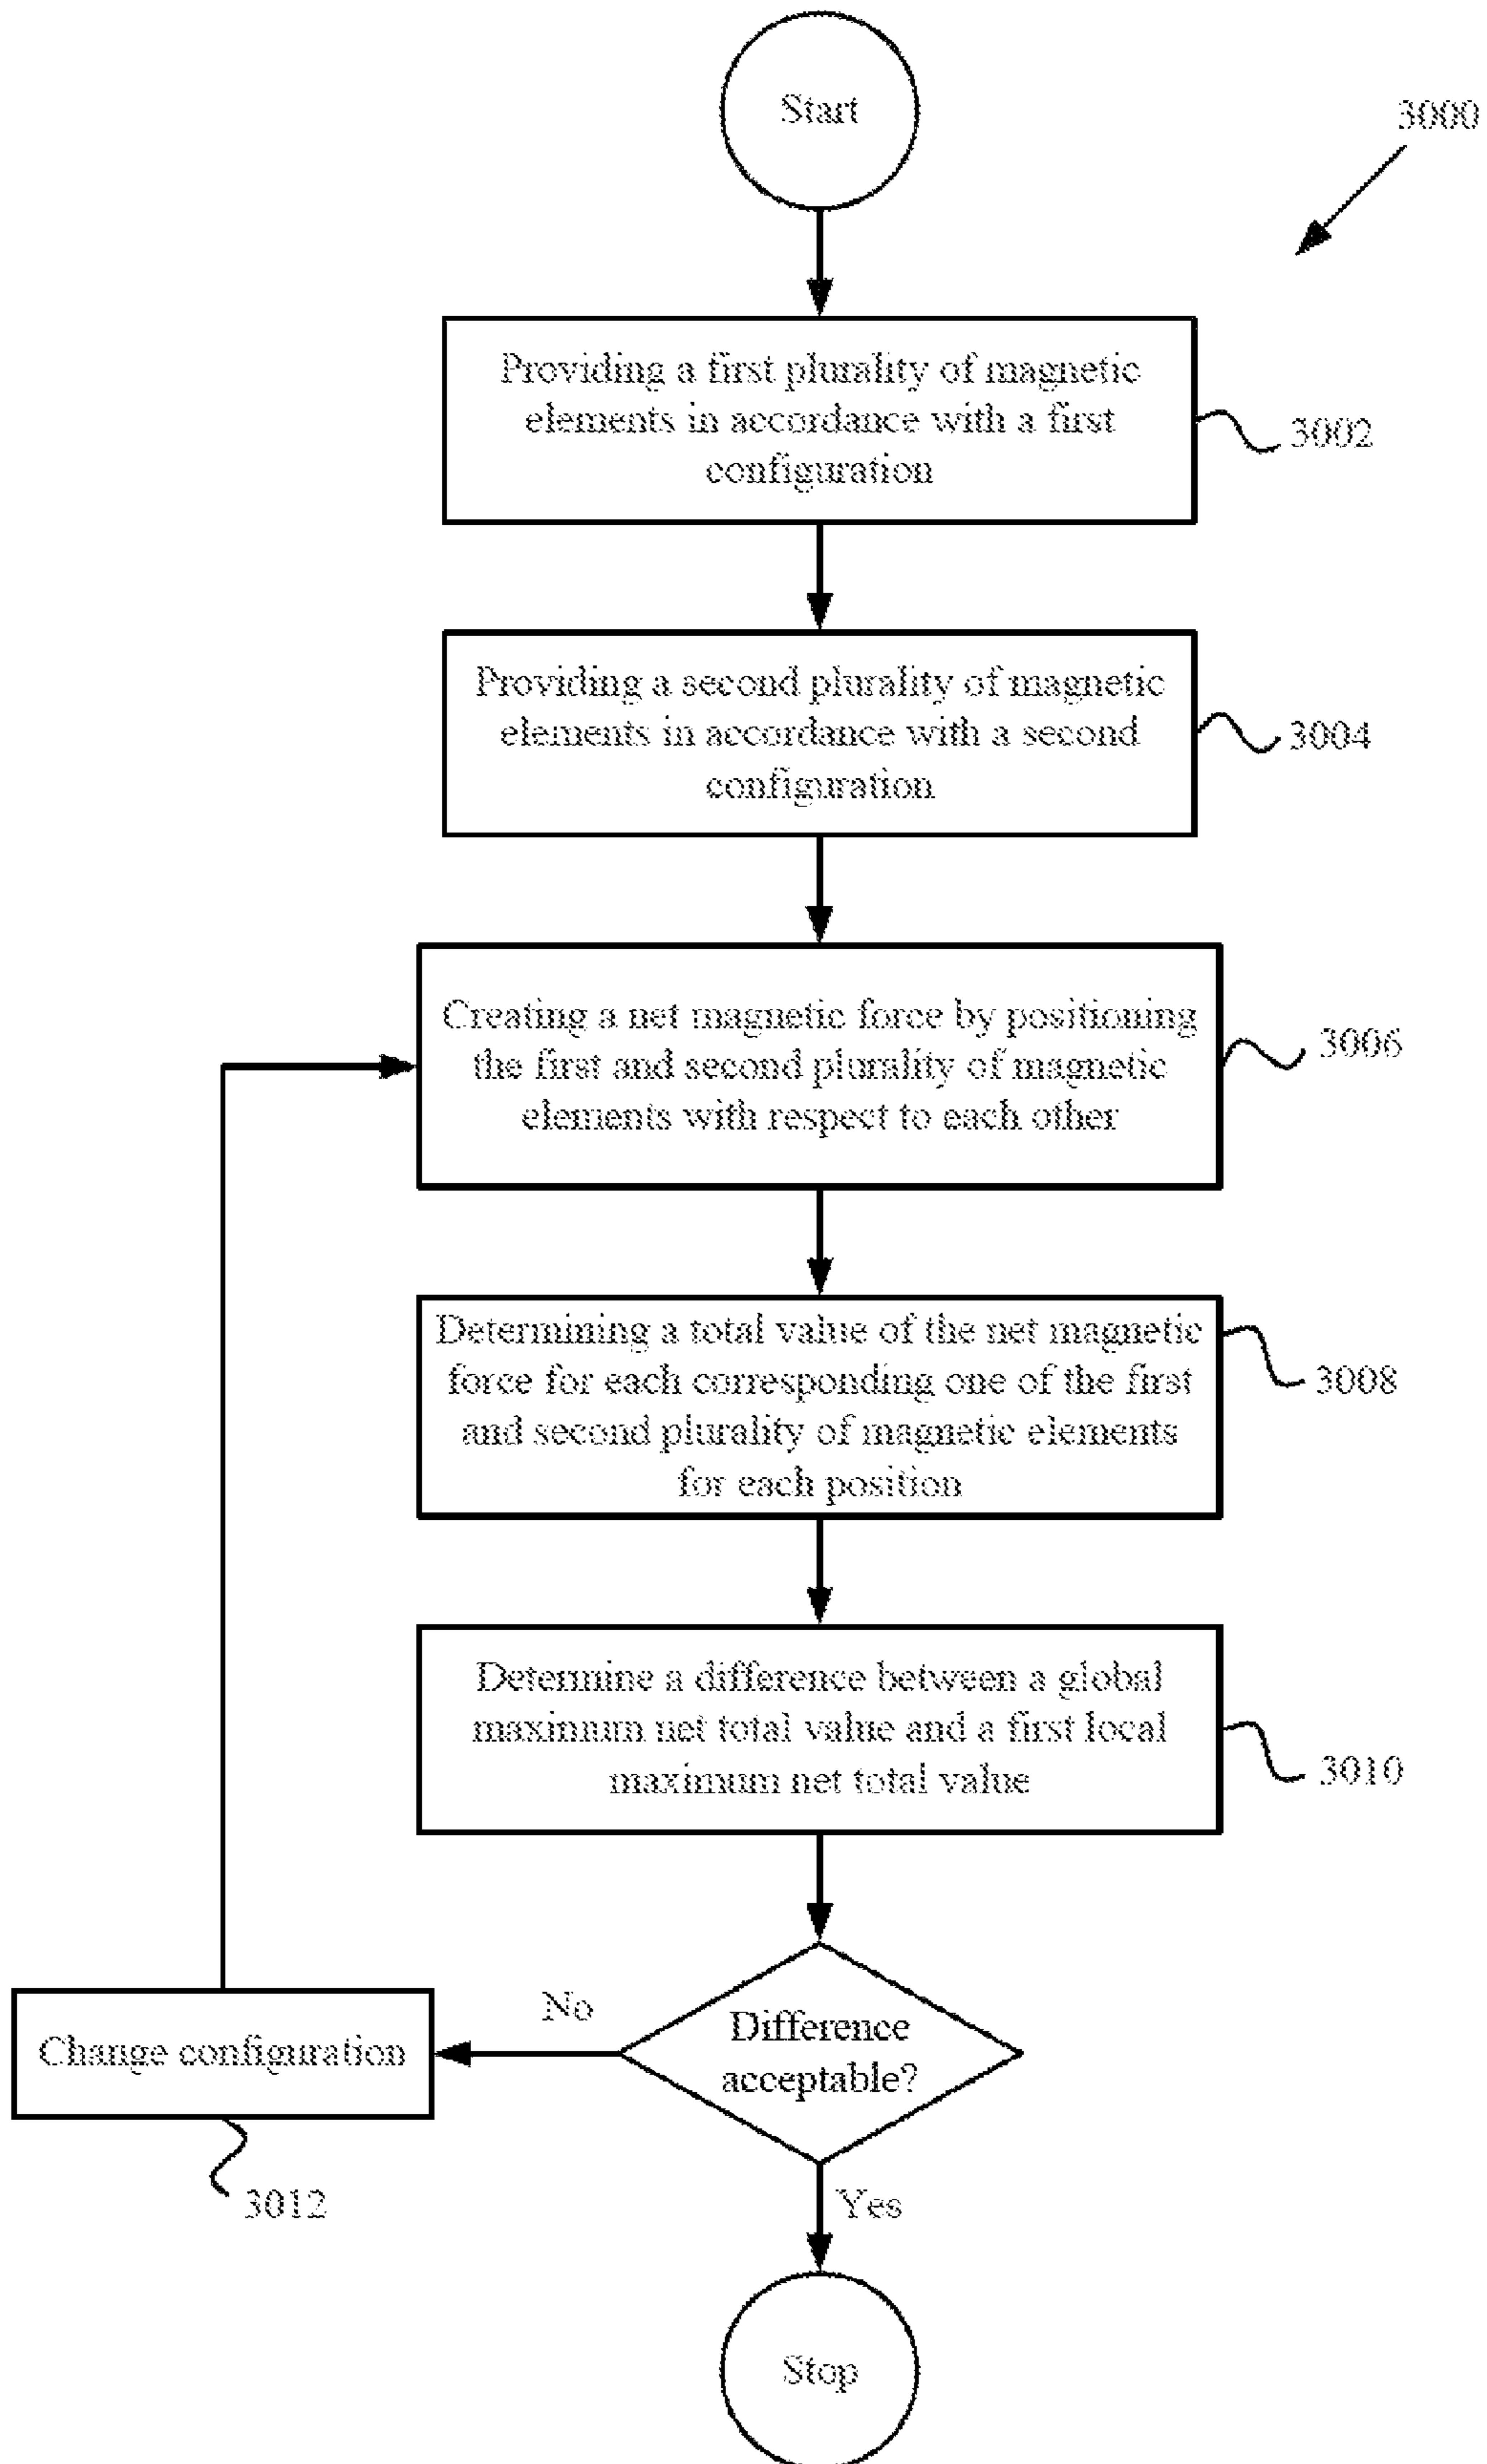 Start
3000
Providing a first plurality of magnetic
elements in accordance with a first
configuration
3002
Providing a second plurality of magnetic
elements in accordance with a second
configuration
3004
Creating a net magnetic force by positioning
the first and second plurality of magnetic
elements with respect to each other
3006
Determining a total value of the net magnetic
force for each corresponding one of the first
and second plurality of magnetic elements
for each position
3008
Determine a difference between a global
maximum net total value and a first local
maximum net total value
3010
Difference
acceptable?
No
Change configuration
3012
Yes
Stop